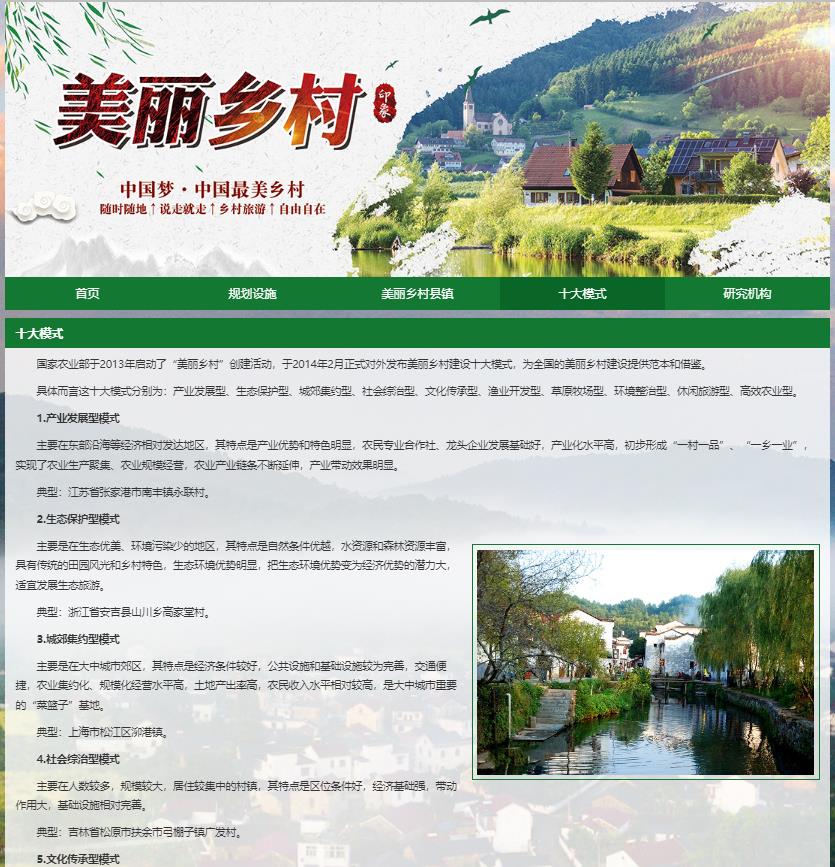 美丽乡村
印象
中国梦·中国最美乡村
随时随地↑说走就走↑乡村旅游↑自由自在
首页 规划设施 美丽乡村县镇 十大模式 研究机构
十大模式
国家农业部于2013年启动了“美丽乡村”创建活动，于2014年2月正式对外发布美丽乡村建设十大模式，为全国的美丽乡村建设提供范本和借鉴。
具体而言这十大模式分别为：产业发展型、生态保护型、城郊集约型、社会综治型、文化传承型、渔业开发型、草原牧场型、环境整治型、休闲旅游型、高效农业型。
1.产业发展型模式
主要在东部沿海等经济相对发达地区，其特点是产业优势和特色明显，农民专业合作社、龙头企业发展基础好，产业化水平高，初步形成“一村一品”、“一乡一业”，
实现了农业生产聚集、农业规模经营，农业产业链条不断延伸，产业带动效果明显。
典型：江苏省张家港市南丰镇永联村。
2.生态保护型模式
主要是在生态优美、环境污染少的地区，其特点是自然条件优越，水资源和森林资源丰富，
具有传统的田园风光和乡村特色，生态环境优势明显，把生态环境优势变为经济优势的潜力大，
适宜发展生态旅游。
典型：浙江省安吉县山川乡高家堂村。
3.城郊集约型模式
主要是在大中城市郊区，其特点是经济条件较好，公共设施和基础设施较为完善，交通便
捷，农业集约化、规模化经营水平高，土地产出率高，农民收入水平相对较高，是大中城市重要
的“菜篮子”基地。
典型：上海市松江区泖港镇。
4.社会综治型模式
主要在人数较多，规模较大，居住较集中的村镇，其特点是区位条件好，经济基础强，带动
作用大，基础设施相对完善。
典型：吉林省松原市扶余市弓棚子镇广发村。
5.文化传承型模式